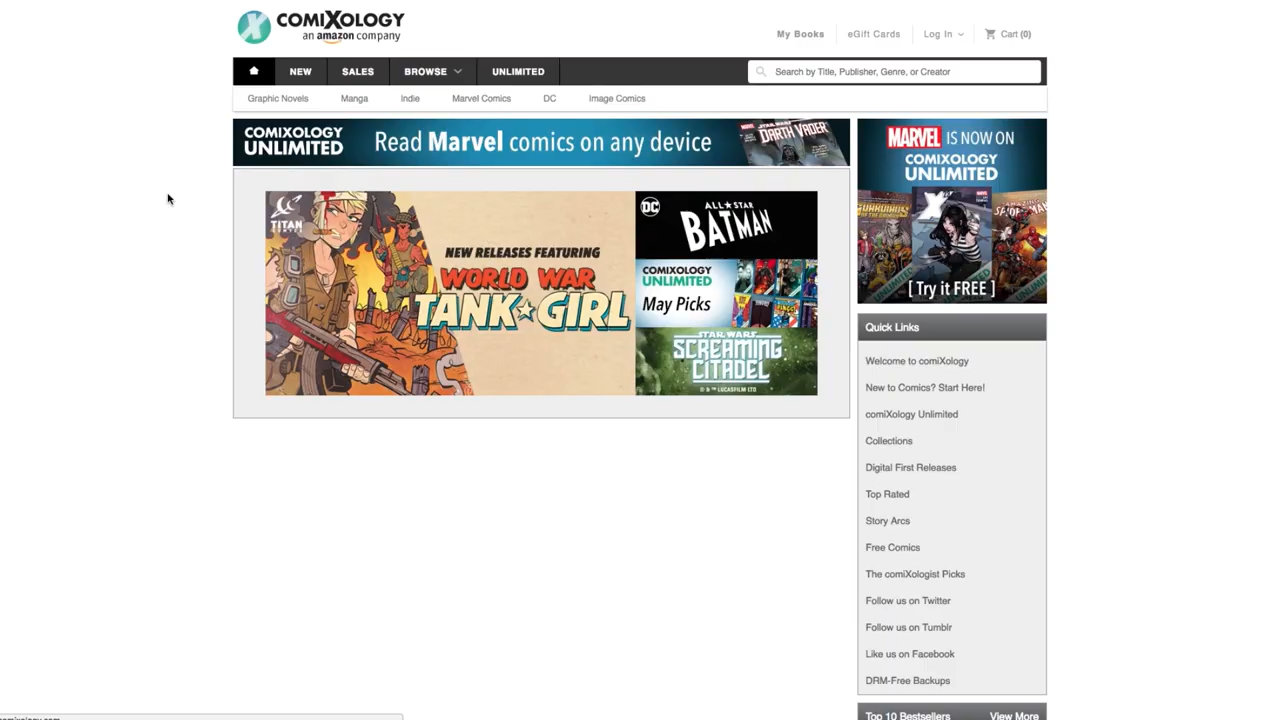 COMIXOLOGY
an amazon company
My Books
eGift Cards
Log In
Cart (0)
NEW
SALES
BROWSE
UNLIMITED
Search by Title, Publisher, Genre, or Creator
Graphic Novels
Manga
Indie
Marvel Comics
DC
Image Comics
COMIXOLOGY
UNLIMITED
Read Marvel comics on any device
STAR WARS
DARTH VADER
MARVEL IS NOW ON
COMIXOLOGY
UNLIMITED
[ Try it FREE ]
TITAN
COMICS
NEW RELEASES FEATURING
WORLD WAR
TANK★GIRL
DC
ALL★STAR
BATMAN
COMIXOLOGY
UNLIMITED
May Picks
STAR WARS
SCREAMING
CITADEL
© & ™ LUCASFILM LTD
Quick Links
Welcome to comiXology
New to Comics? Start Here!
comiXology Unlimited
Collections
Digital First Releases
Top Rated
Story Arcs
Free Comics
The comiXologist Picks
Follow us on Twitter
Follow us on Tumblr
Like us on Facebook
DRM-Free Backups
Top 10 Bestsellers
View More